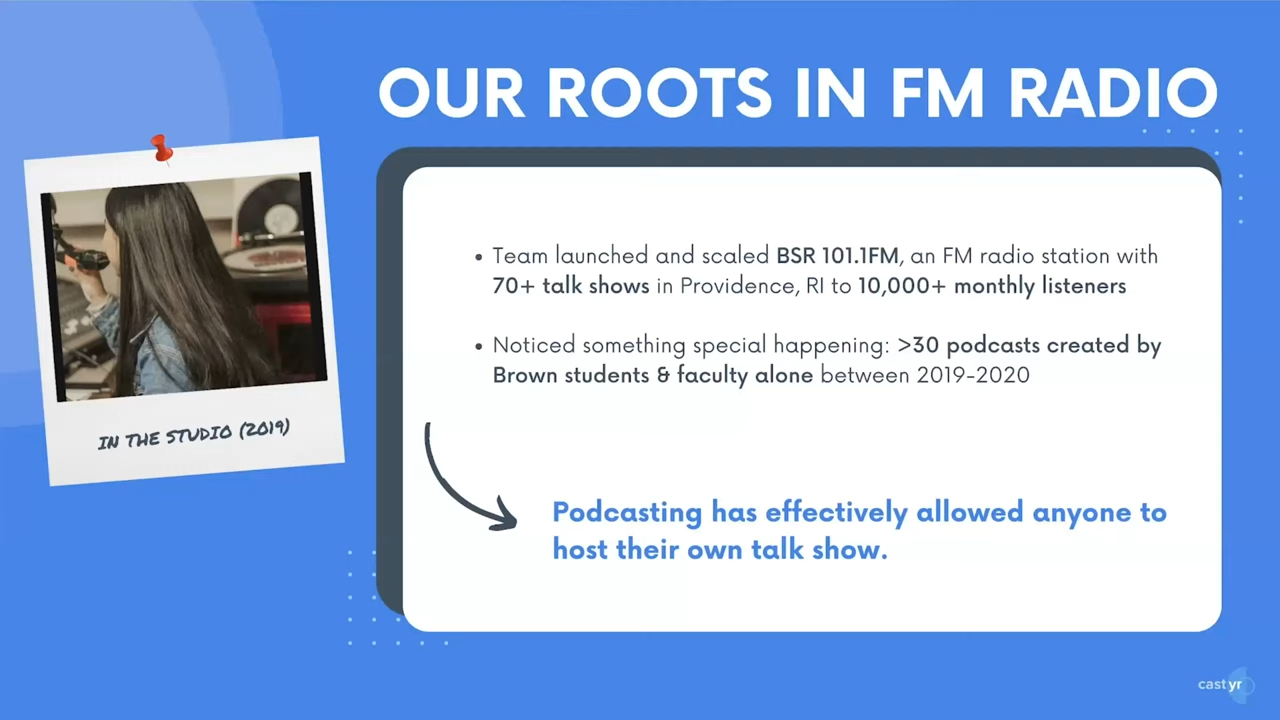 OUR ROOTS IN FM RADIO
• Team launched and scaled BSR 101.1FM, an FM radio station with
70+ talk shows in Providence, RI to 10,000+ monthly listeners
• Noticed something special happening: >30 podcasts created by
Brown students & faculty alone between 2019-2020
Podcasting has effectively allowed anyone to
host their own talk show.
IN THE STUDIO (2019)
castyr